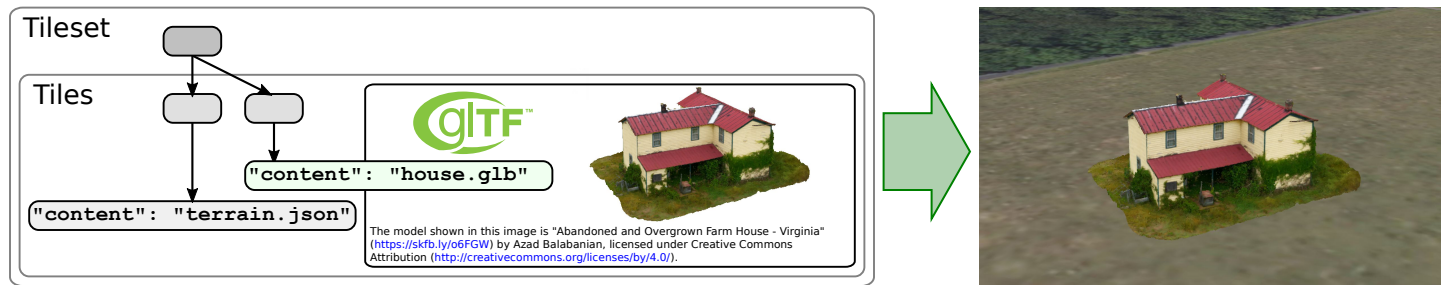 Tileset
Tiles
glTF™
"content": "house.glb"
"content": "terrain.json"
The model shown in this image is "Abandoned and Overgrown Farm House - Virginia"
(https://skfb.ly/o6FGW) by Azad Balabanian, licensed under Creative Commons
Attribution (http://creativecommons.org/licenses/by/4.0/).